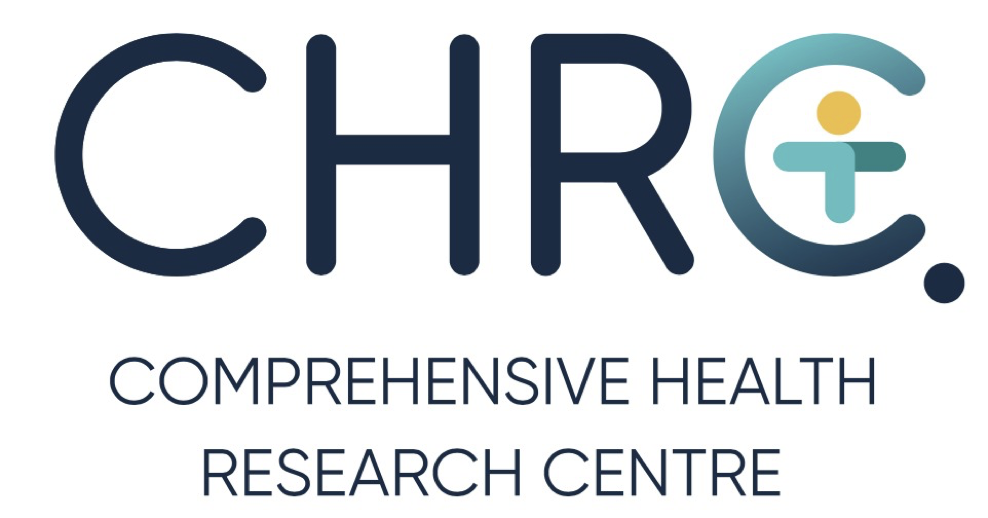 CHRC.
COMPREHENSIVE HEALTH
RESEARCH CENTRE